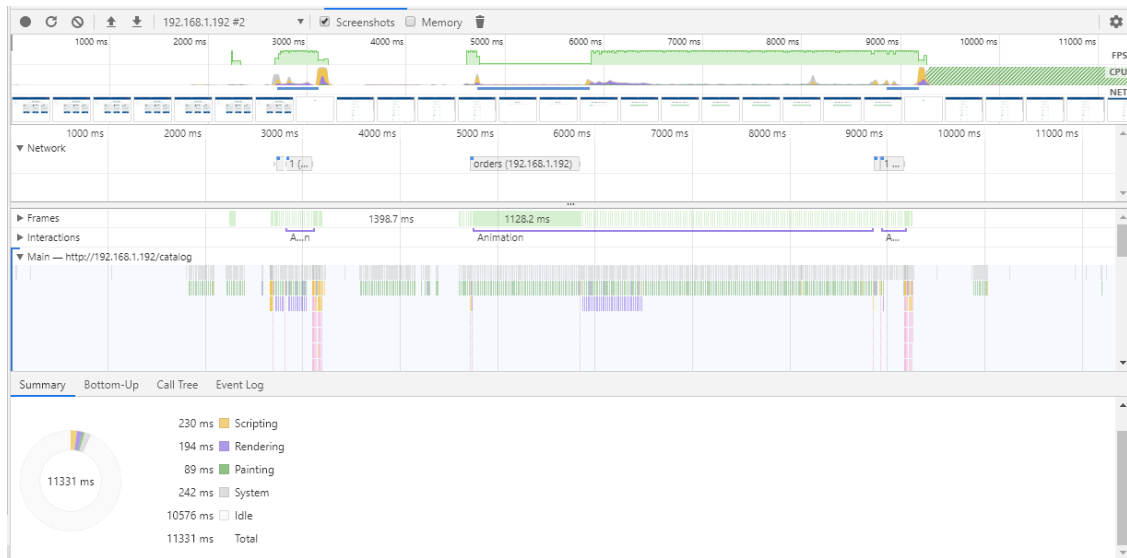 192.168.1.192 #2 ▼ Screenshots Memory
1000 ms 2000 ms 3000 ms 4000 ms 5000 ms 6000 ms 7000 ms 8000 ms 9000 ms 10000 ms 11000 ms
FPS
CPU
NET
1000 ms 2000 ms 3000 ms 4000 ms 5000 ms 6000 ms 7000 ms 8000 ms 9000 ms 10000 ms 11000 ms
▼ Network
1 (... orders (192.168.1.192) 1 ...
...
▶ Frames 1398.7 ms 1128.2 ms
▶ Interactions A...n Animation A...
▼ Main — http://192.168.1.192/catalog
Summary Bottom-Up Call Tree Event Log
230 ms Scripting
194 ms Rendering
89 ms Painting
11331 ms
242 ms System
10576 ms Idle
11331 ms Total